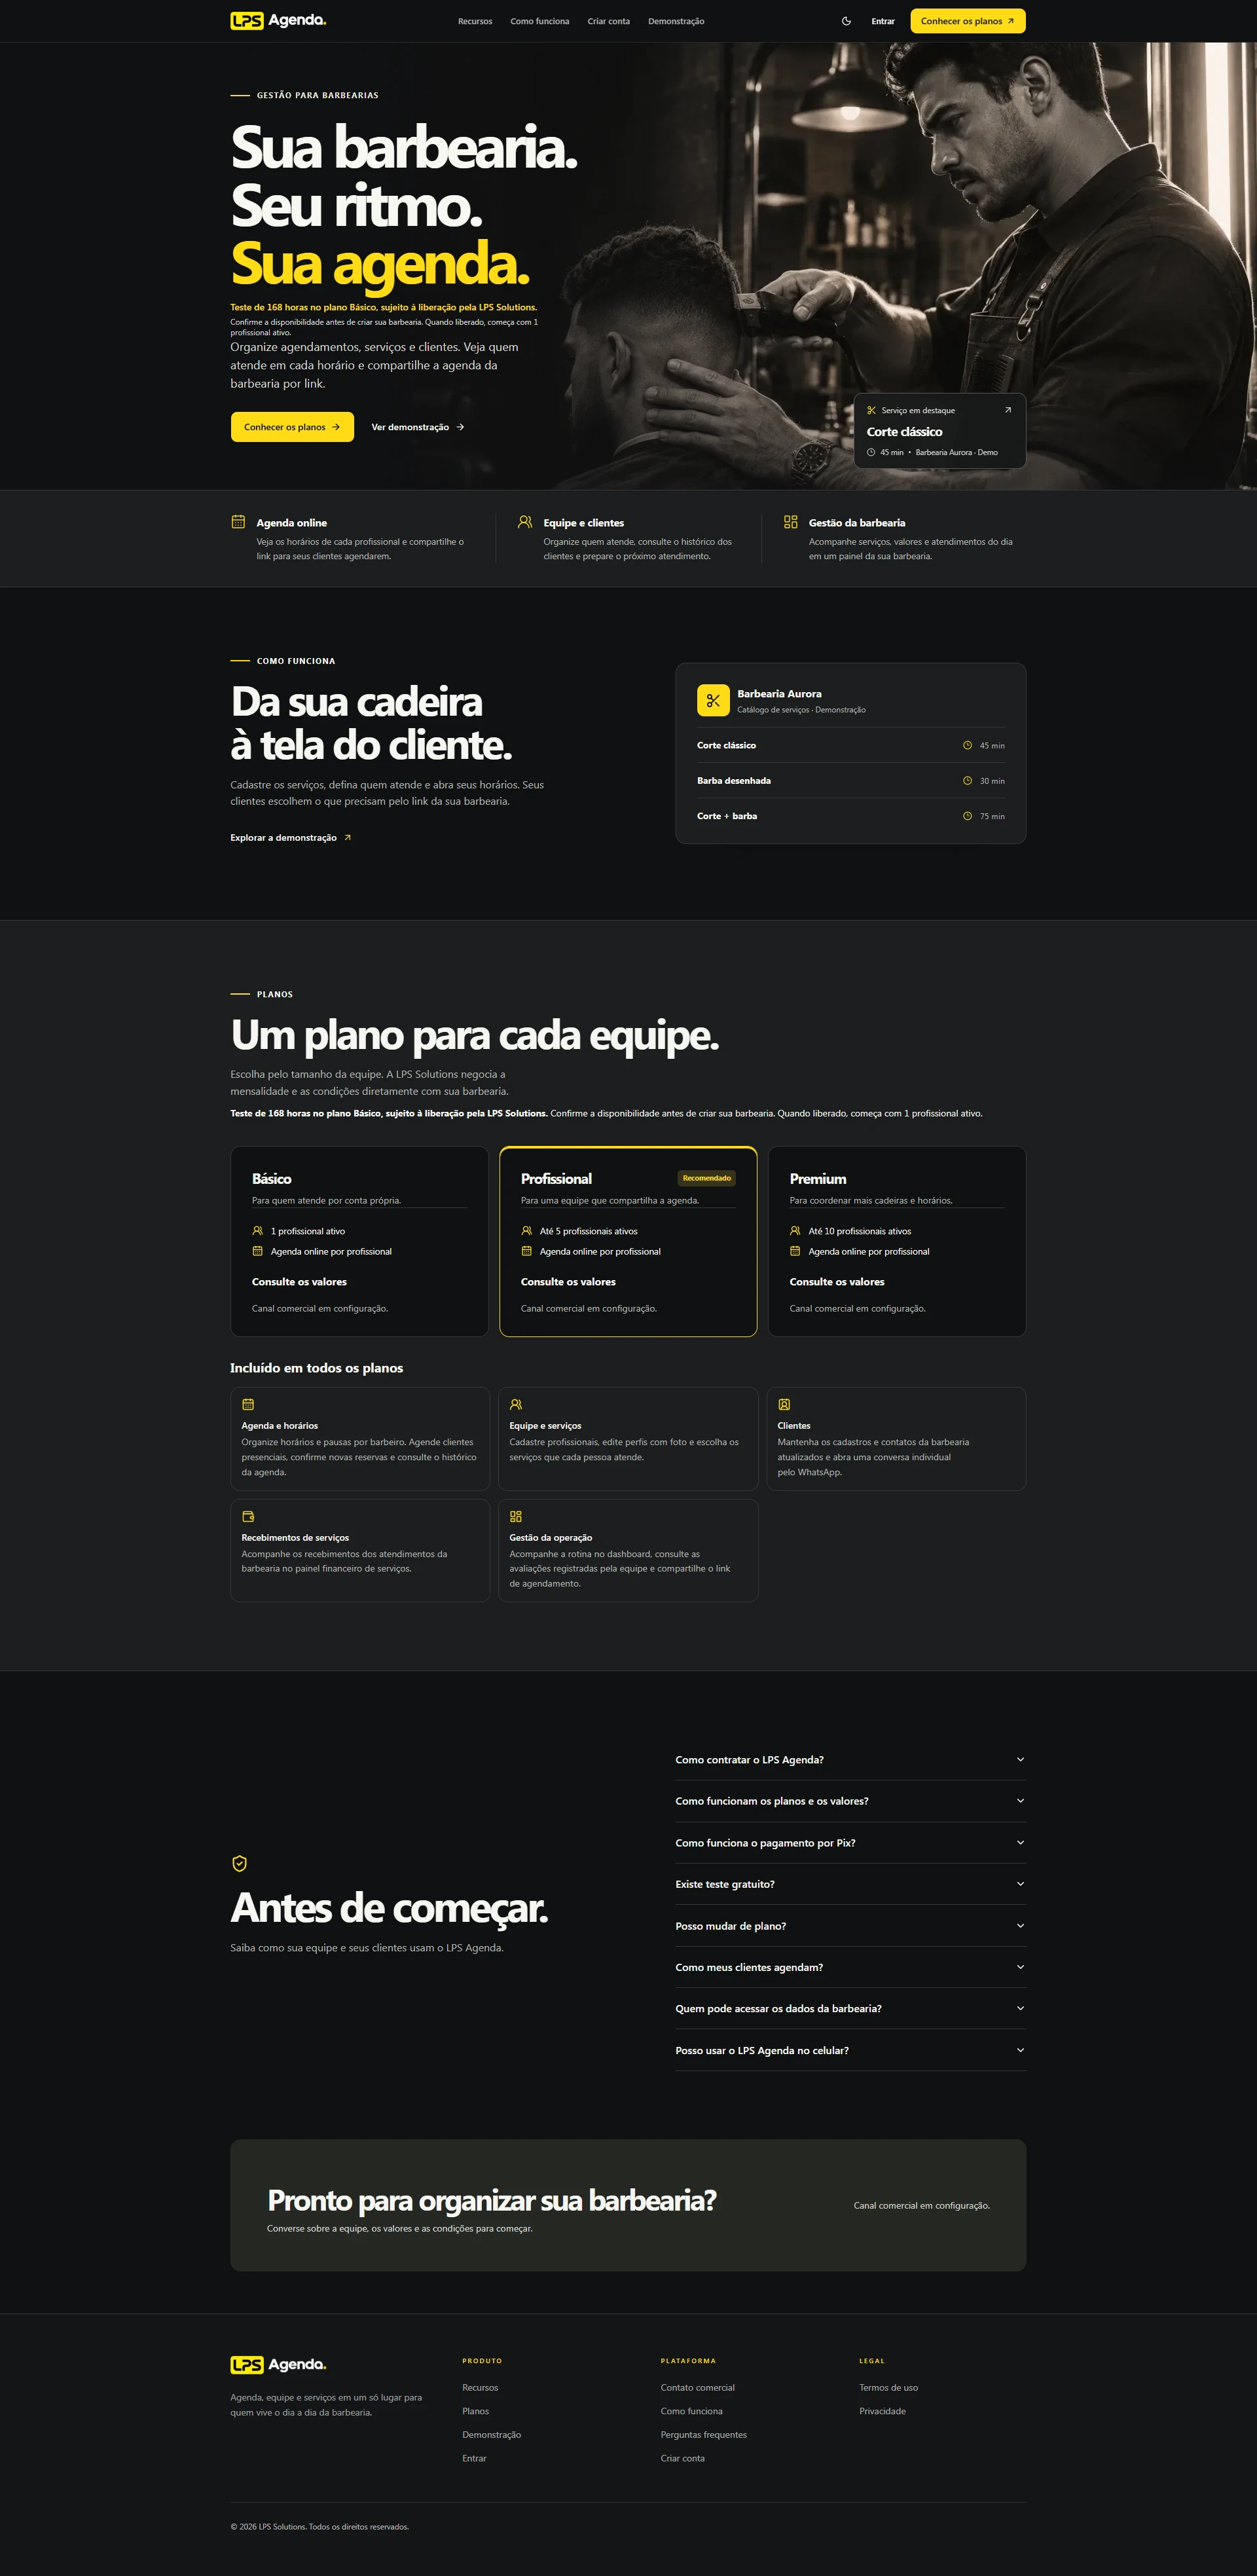 LPS Agenda.
Recursos
Como funciona
Criar conta
Demonstração
Entrar
Conhecer os planos
GESTÃO PARA BARBEARIAS
Sua barbearia.
Seu ritmo.
Sua agenda.
Teste de 168 horas no plano Básico, sujeito à liberação pela LPS Solutions.
Confirme a disponibilidade antes de criar sua barbearia. Quando liberado, começa com 1
profissional ativo.
Organize agendamentos, serviços e clientes. Veja quem
atende em cada horário e compartilhe a agenda da
barbearia por link.
Conhecer os planos
Ver demonstração
Serviço em destaque
Corte clássico
45 min • Barbearia Aurora · Demo
Agenda online
Veja os horários de cada profissional e compartilhe o
link para seus clientes agendarem.
Equipe e clientes
Organize quem atende, consulte o histórico dos
clientes e prepare o próximo atendimento.
Gestão da barbearia
Acompanhe serviços, valores e atendimentos do dia
em um painel da sua barbearia.
COMO FUNCIONA
Da sua cadeira
à tela do cliente.
Cadastre os serviços, defina quem atende e abra seus horários. Seus
clientes escolhem o que precisam pelo link da sua barbearia.
Explorar a demonstração
Barbearia Aurora
Catálogo de serviços · Demonstração
Corte clássico
45 min
Barba desenhada
30 min
Corte + barba
75 min
PLANOS
Um plano para cada equipe.
Escolha pelo tamanho da equipe. A LPS Solutions negocia a
mensalidade e as condições diretamente com sua barbearia.
Teste de 168 horas no plano Básico, sujeito à liberação pela LPS Solutions. Confirme a disponibilidade antes de criar sua barbearia. Quando liberado, começa com 1 profissional ativo.
Básico
Para quem atende por conta própria.
1 profissional ativo
Agenda online por profissional
Consulte os valores
Canal comercial em configuração.
Profissional
Recomendado
Para uma equipe que compartilha a agenda.
Até 5 profissionais ativos
Agenda online por profissional
Consulte os valores
Canal comercial em configuração.
Premium
Para coordenar mais cadeiras e horários.
Até 10 profissionais ativos
Agenda online por profissional
Consulte os valores
Canal comercial em configuração.
Incluído em todos os planos
Agenda e horários
Organize horários e pausas por barbeiro. Agende clientes
presenciais, confirme novas reservas e consulte o histórico
da agenda.
Equipe e serviços
Cadastre profissionais, edite perfis com foto e escolha os
serviços que cada pessoa atende.
Clientes
Mantenha os cadastros e contatos da barbearia
atualizados e abra uma conversa individual
pelo WhatsApp.
Recebimentos de serviços
Acompanhe os recebimentos dos atendimentos da
barbearia no painel financeiro de serviços.
Gestão da operação
Acompanhe a rotina no dashboard, consulte as
avaliações registradas pela equipe e compartilhe o link
de agendamento.
Antes de começar.
Saiba como sua equipe e seus clientes usam o LPS Agenda.
Como contratar o LPS Agenda?
Como funcionam os planos e os valores?
Como funciona o pagamento por Pix?
Existe teste gratuito?
Posso mudar de plano?
Como meus clientes agendam?
Quem pode acessar os dados da barbearia?
Posso usar o LPS Agenda no celular?
Pronto para organizar sua barbearia?
Converse sobre a equipe, os valores e as condições para começar.
Canal comercial em configuração.
LPS Agenda.
Agenda, equipe e serviços em um só lugar para
quem vive o dia a dia da barbearia.
PRODUTO
Recursos
Planos
Demonstração
Entrar
PLATAFORMA
Contato comercial
Como funciona
Perguntas frequentes
Criar conta
LEGAL
Termos de uso
Privacidade
© 2026 LPS Solutions. Todos os direitos reservados.